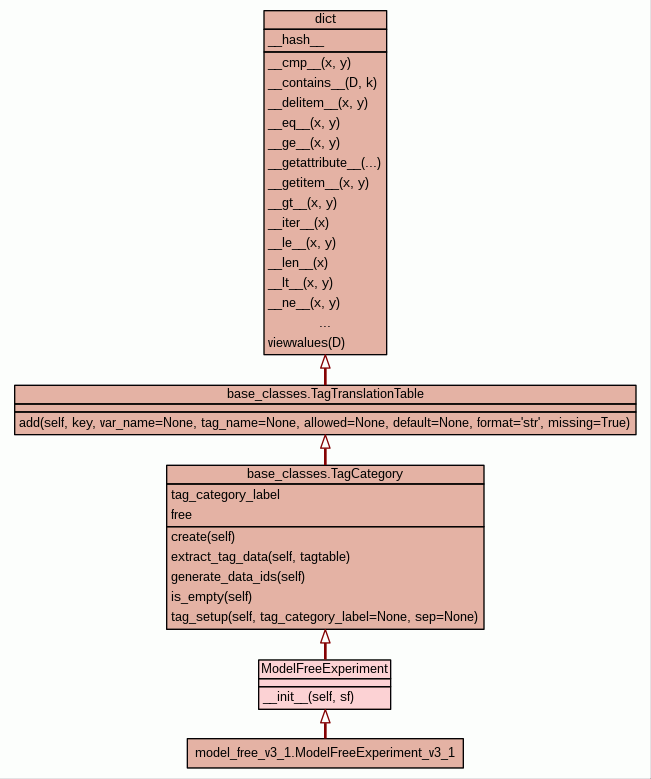 dict
__hash__
__cmp__(x, y)
__contains__(D, k)
__delitem__(x, y)
__eq__(x, y)
__ge__(x, y)
__getattribute__(...)
__getitem__(x, y)
__gt__(x, y)
__iter__(x)
__le__(x, y)
__len__(x)
__lt__(x, y)
__ne__(x, y)
...
viewvalues(D)
base_classes.TagTranslationTable
add(self, key, var_name=None, tag_name=None, allowed=None, default=None, format='str', missing=True)
base_classes.TagCategory
tag_category_label
free
create(self)
extract_tag_data(self, tagtable)
generate_data_ids(self)
is_empty(self)
tag_setup(self, tag_category_label=None, sep=None)
ModelFreeExperiment
__init__(self, sf)
model_free_v3_1.ModelFreeExperiment_v3_1